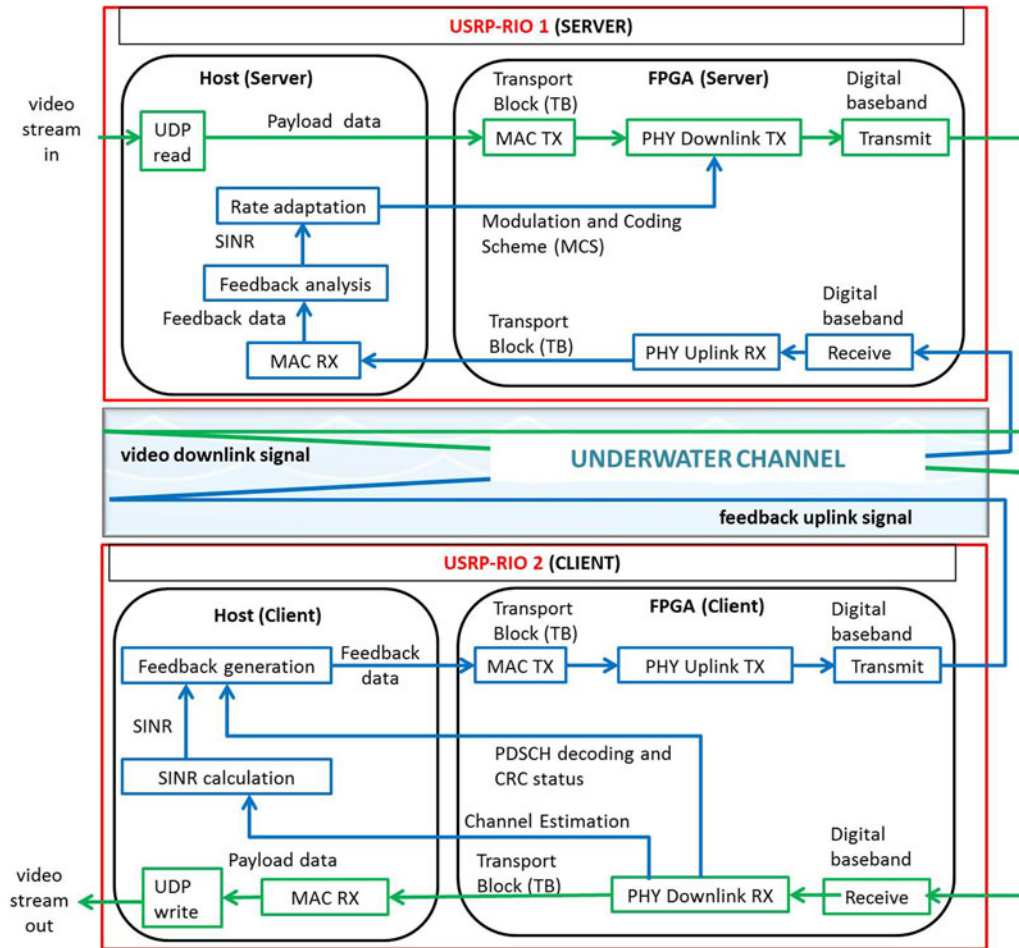 USRP-RIO 1 (SERVER)
Host (Server)
FPGA (Server)
Transport
Block (TB)
Digital
baseband
video
stream
in
UDP
read
Payload data
MAC TX
PHY Downlink TX
Transmit
Rate adaptation
Modulation and Coding
Scheme (MCS)
SINR
Feedback analysis
Feedback data
MAC RX
Transport
Block (TB)
PHY Uplink RX
Digital
baseband
Receive
video downlink signal
UNDERWATER CHANNEL
feedback uplink signal
USRP-RIO 2 (CLIENT)
Host (Client)
FPGA (Client)
Transport
Block (TB)
Digital
baseband
Feedback generation
Feedback
data
MAC TX
PHY Uplink TX
Transmit
SINR
PDSCH decoding and
CRC status
SINR calculation
Channel Estimation
video
stream
out
UDP
write
Payload data
MAC RX
Transport
Block (TB)
PHY Downlink RX
Digital
baseband
Receive